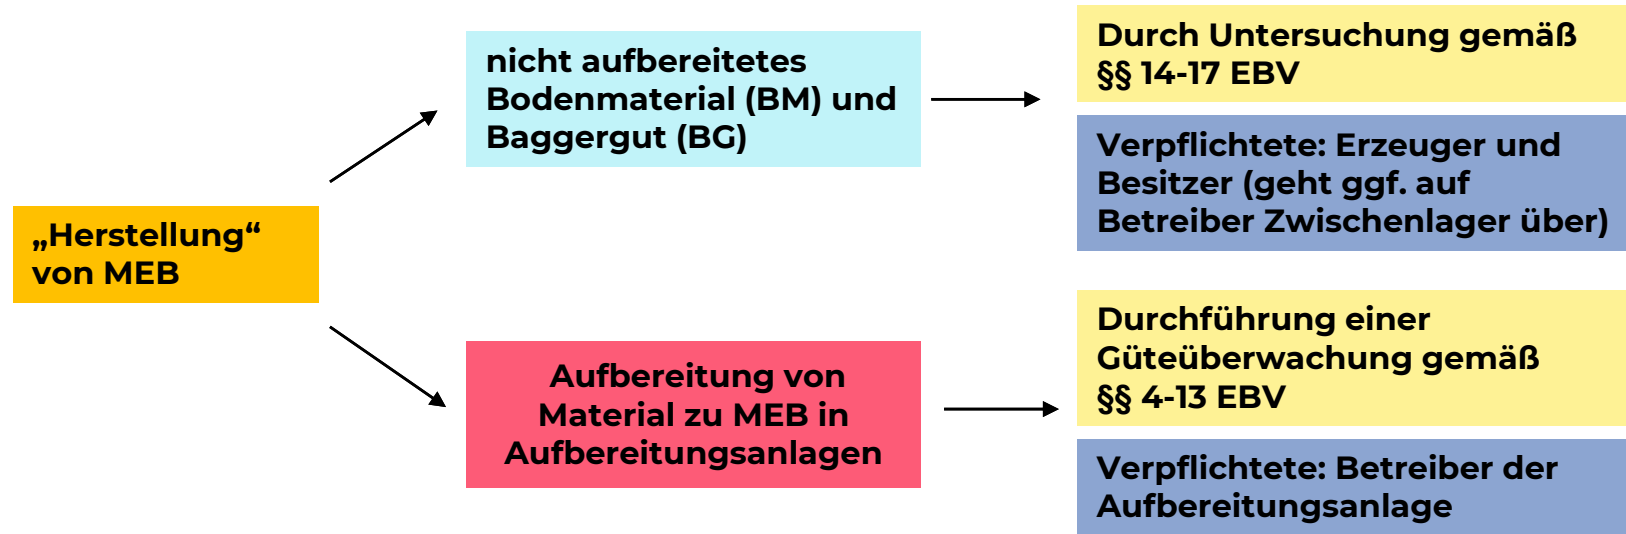 „Herstellung“
von MEB
nicht aufbereitetes
Bodenmaterial (BM) und
Baggergut (BG)
Durch Untersuchung gemäß
§§ 14-17 EBV
Verpflichtete: Erzeuger und
Besitzer (geht ggf. auf
Betreiber Zwischenlager über)
Aufbereitung von
Material zu MEB in
Aufbereitungsanlagen
Durchführung einer
Güteüberwachung gemäß
§§ 4-13 EBV
Verpflichtete: Betreiber der
Aufbereitungsanlage